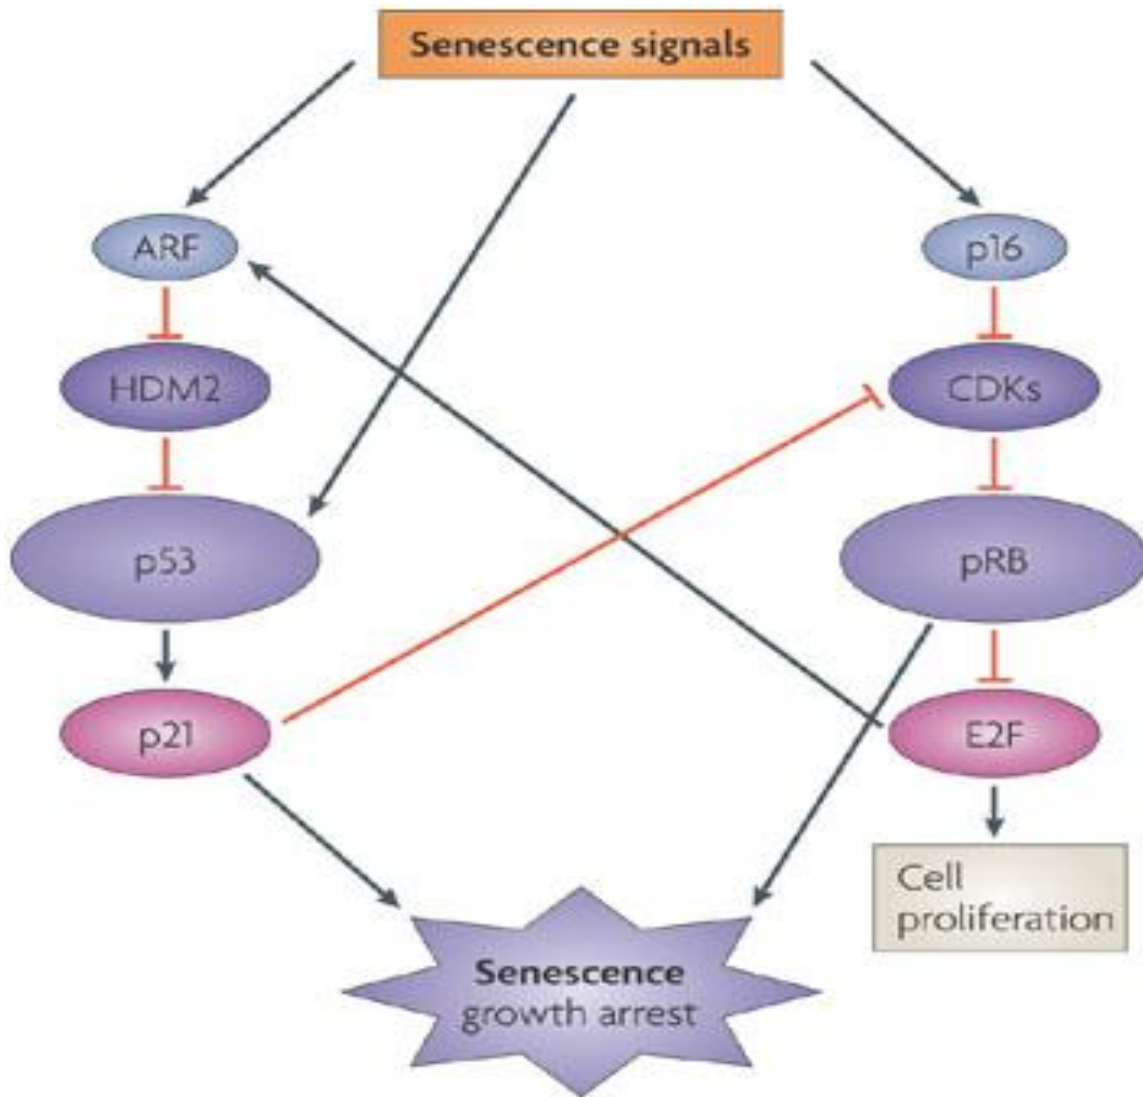 Senescence signals
ARF
p16
HDM2
CDKs
p53
pRB
p21
E2F
Cell
proliferation
Senescence
growth arrest